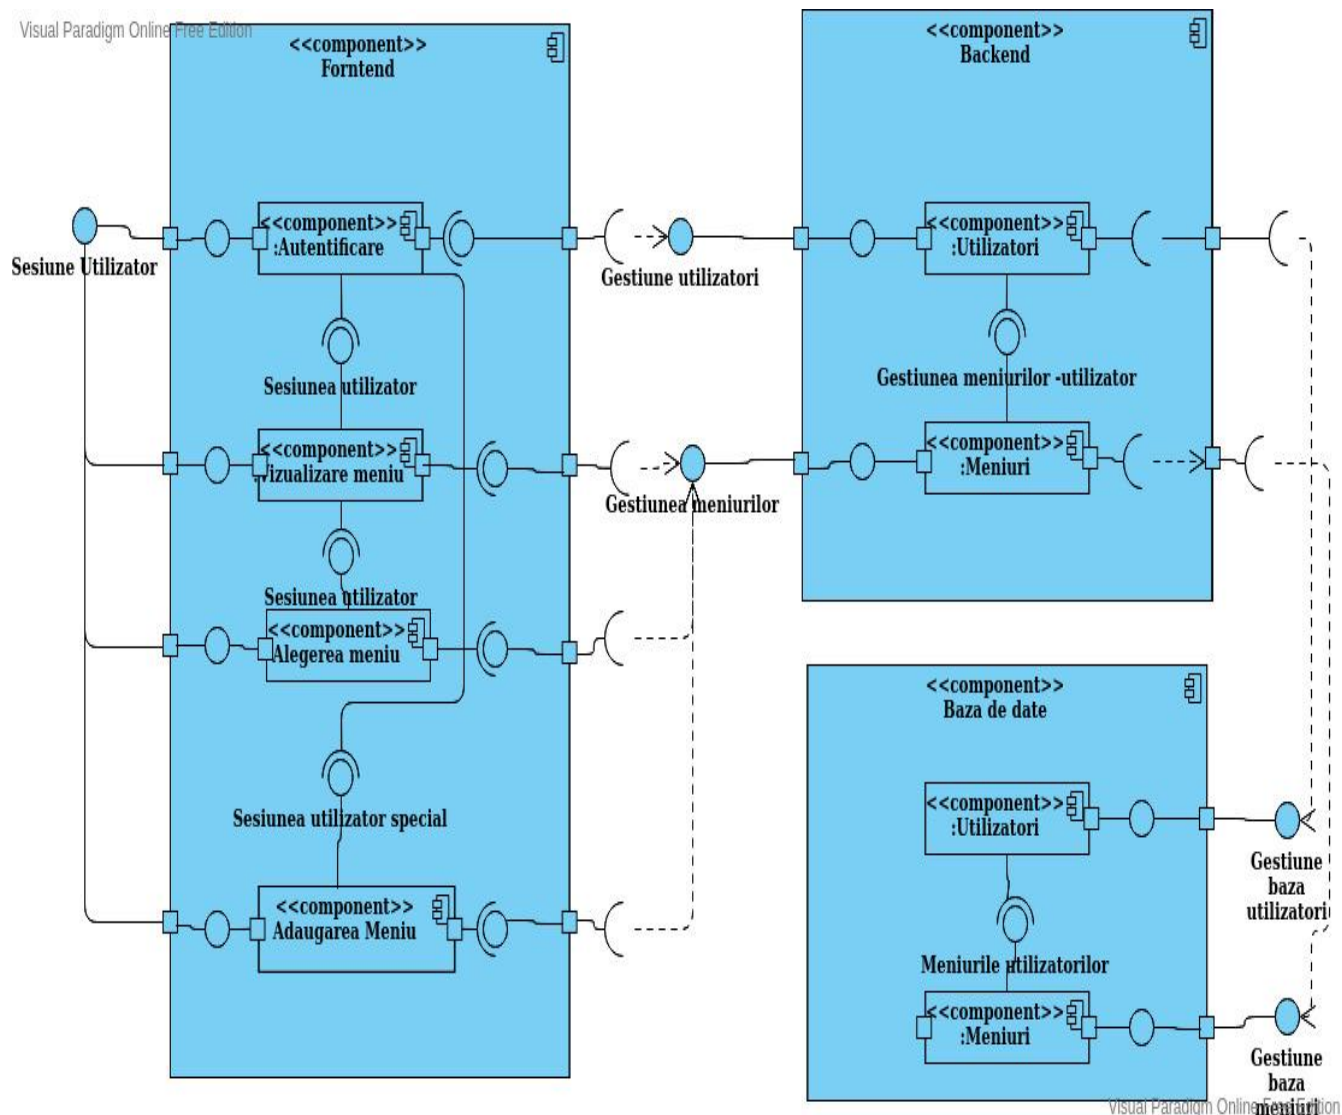 Visual Paradigm Online Free Edition
<<component>>
Forntend
<<component>>
Backend
Sesiune Utilizator
<<component>>
:Autentificare
Gestiune utilizatori
<<component>>
:Utilizatori
Sesiunea utilizator
Gestiunea meniurilor -utilizator
<<component>>
:Vizualizare meniu
Gestiunea meniurilor
<<component>>
:Meniuri
Sesiunea utilizator
<<component>>
Alegerea meniu
<<component>>
Baza de date
Sesiunea utilizator special
<<component>>
:Utilizatori
Gestiune
baza
utilizatori
<<component>>
Adaugarea Meniu
Meniurile utilizatorilor
<<component>>
:Meniuri
Gestiune
baza
meniuri
Visual Paradigm Online Free Edition